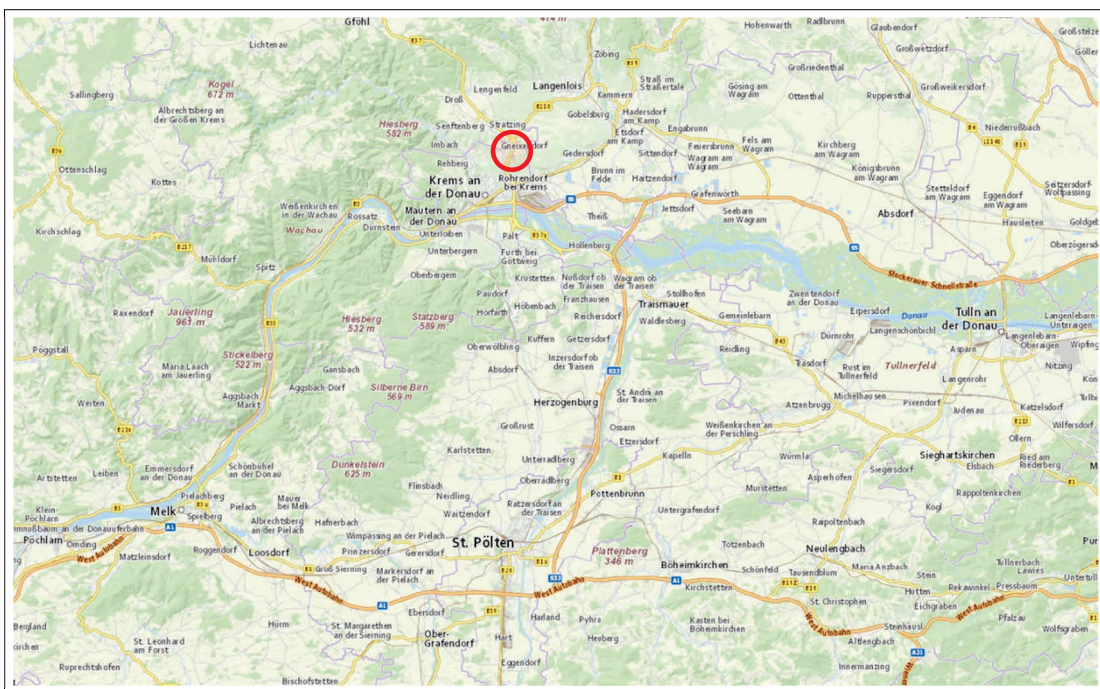 Gföhl
Hohenwarth
Radlbrunn
Glaubendorf
Großwetzdorf
Lichtenau
Zöbing
Großriedenthal
Kogel
672 m
Sallingberg
Albrechtsberg an
der Großen Krems
Lengenfeld
Langenlois
Droß
Kammern
Straß im
Straßertale
Gösing am
Wagram
Ottenthal
Ruppersthal
Großweikersdorf
Hiesberg
582 m
Senftenberg
Stratzing
Gobelsburg
Hadersdorf
am Kamp
Imbach
Gneixendorf
Etsdorf
am Kamp
Engabrunn
Niederrußbach
Rehberg
Gedersdorf
Sittendorf
Feuersbrunn
Fels am
Wagram
Kirchberg
am Wagram
Ottenschlag
Kottes
Krems an
der Donau
Rohrendorf
bei Krems
Brunn im
Felde
Haitzendorf
Wagram am
Wagram
Königsbrunn
am Wagram
Stetteldorf
am Wagram
Eggendorf
am Wagram
Seitzersdorf-
Wolfpassing
Weißenkirchen
in der Wachau
Rossatz
Dürnstein
Mautern an
der Donau
Unterloiben
Theiß
Grafenwörth
Jettsdorf
Seebarn
am Wagram
Absdorf
Hausleiten
Kirchschlag
Wachau
Mühldorf
Spitz
Unterbergern
Palt
Furth bei
Göttweig
Hollenburg
Oberbergern
Krustetten
Nußdorf ob
der Traisen
Wagram ob
der Traisen
Stockerauer Schnellstraße
Paudorf
Höbenbach
Franzhausen
Stollhofen
Traismauer
Zwentendorf
an der Donau
Raxendorf
Jauerling
961 m
Hiesberg
532 m
Statzberg
589 m
Hörfarth
Reichersdorf
Waldlesberg
Gemeinlebarn
Erpersdorf
Donau
Tulln an
der Donau
Langenschönbichl
Langenlebarn-
Unteraigen
Langenlebarn-
Oberaigen
Pöggstall
Stickelberg
522 m
Maria Laach
am Jauerling
Gansbach
Kuffern
Getzersdorf
Oberwölbling
Inzersdorf ob
der Traisen
Reidling
Dürnrohr
Asparn
Nitzing
Aggsbach-Dorf
Silberne Birn
569 m
Absdorf
Trasdorf
Rust im
Tullnerfeld
Tullnerfeld
Langenrohr
Weiten
Aggsbach
Markt
Herzogenburg
St. Andrä an
der Traisen
Atzenbrugg
Michelhausen
Pixendorf
Judenau
Katzelsdorf
Großrust
Ossarn
Weißenkirchen an
der Perschling
Wilfersdorf
Etzersdorf
Ollern
Karlstetten
Kapelln
Würmla
Sieghartskirchen
Artstetten
Leiben
Emmersdorf
an der Donau
Schönbühel
an der Donau
Dunkelstein
625 m
Unterradlberg
Oberradlberg
Asperhofen
Siegersdorf
Elsbach
Ried am
Riederberg
Flinsbach
Neidling
Pottenbrunn
Murstetten
Rappoltenkirchen
Klein
Pöchlarn
Pielachberg
Melk
Spielberg
Pielach
Mauer
bei Melk
Ratzersdorf an
der Traisen
Waitzendorf
Untergrafendorf
Kogl
Raipoltenbach
Pöchlarn
Ornding
Albrechtsberg
an der Pielach
Hafnerbach
Wimpassing an der Pielach
St. Pölten
Plattenberg
346 m
Totzenbach
Neulengbach
Matzleinsdorf
Roggendorf
Loosdorf
Prinzersdorf
Gerersdorf
Groß Sierning
Markersdorf an
der Pielach
Böheimkirchen
Schönfeld
Tausendblum
Maria Anzbach
Stein
Tullnerbach-
Lawies
West Autobahn
Kirchstetten
Hutten
Rekawinkel
Pressbaum
Eichgraben
Ebersdorf
Harland
Pyhra
Kasten bei
Böheimkirchen
St. Christophen
Steinhäusl
Pfalzau
Wolfsgraben
Hürm
St. Margarethen
an der Sierning
Ober-
Grafendorf
Hart
Heuberg
Altlengbach
St. Leonhard
am Forst
Ruprechtshofen
Bischofstetten
Eggendorf
Innermanzing